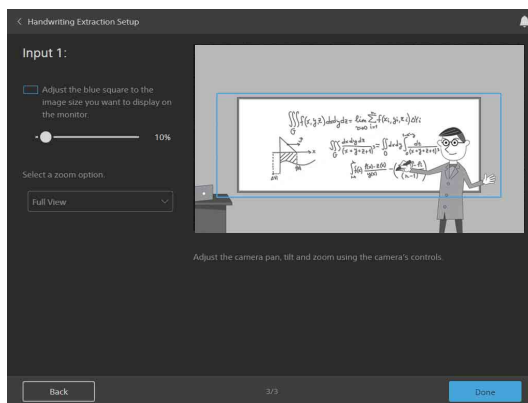 < Handwriting Extraction Setup
Input 1:
Adjust the blue square to the
image size you want to display on
the monitor
10%
Select a zoom option.
Full View
Adjust the camera pan, tilt and zoom using the camera's controls.
Back
3/3
Done